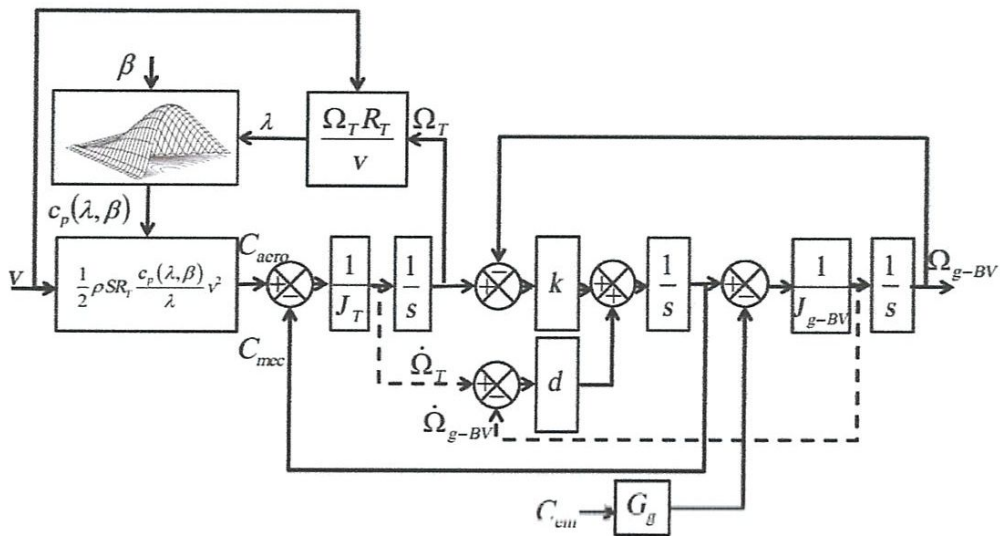 β
λ
Ω_T R_T / v
Ω_T
c_p(λ, β)
v
1/2 ρSR_T c_p(λ, β)/λ v²
C_aero
+
−
1/J_T
1/s
+
−
k
+
+
1/s
+
−
1/J_g−BV
1/s
Ω_g−BV
C_mec
Ω̇_T
+
−
d
Ω̇_g−BV
C_em
G_g